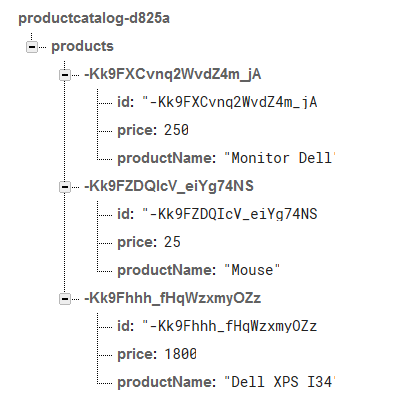 productcatalog-d825a
products
-Kk9FXCvnq2WvdZ4m_jA
id: "-Kk9FXCvnq2WvdZ4m_jA
price: 250
productName: "Monitor Dell"
-Kk9FZDQIcV_eiYg74NS
id: "-Kk9FZDQIcV_eiYg74NS
price: 25
productName: "Mouse"
-Kk9Fhhh_fHqWzxmyOZz
id: "-Kk9Fhhh_fHqWzxmyOZz
price: 1800
productName: "Dell XPS I34"